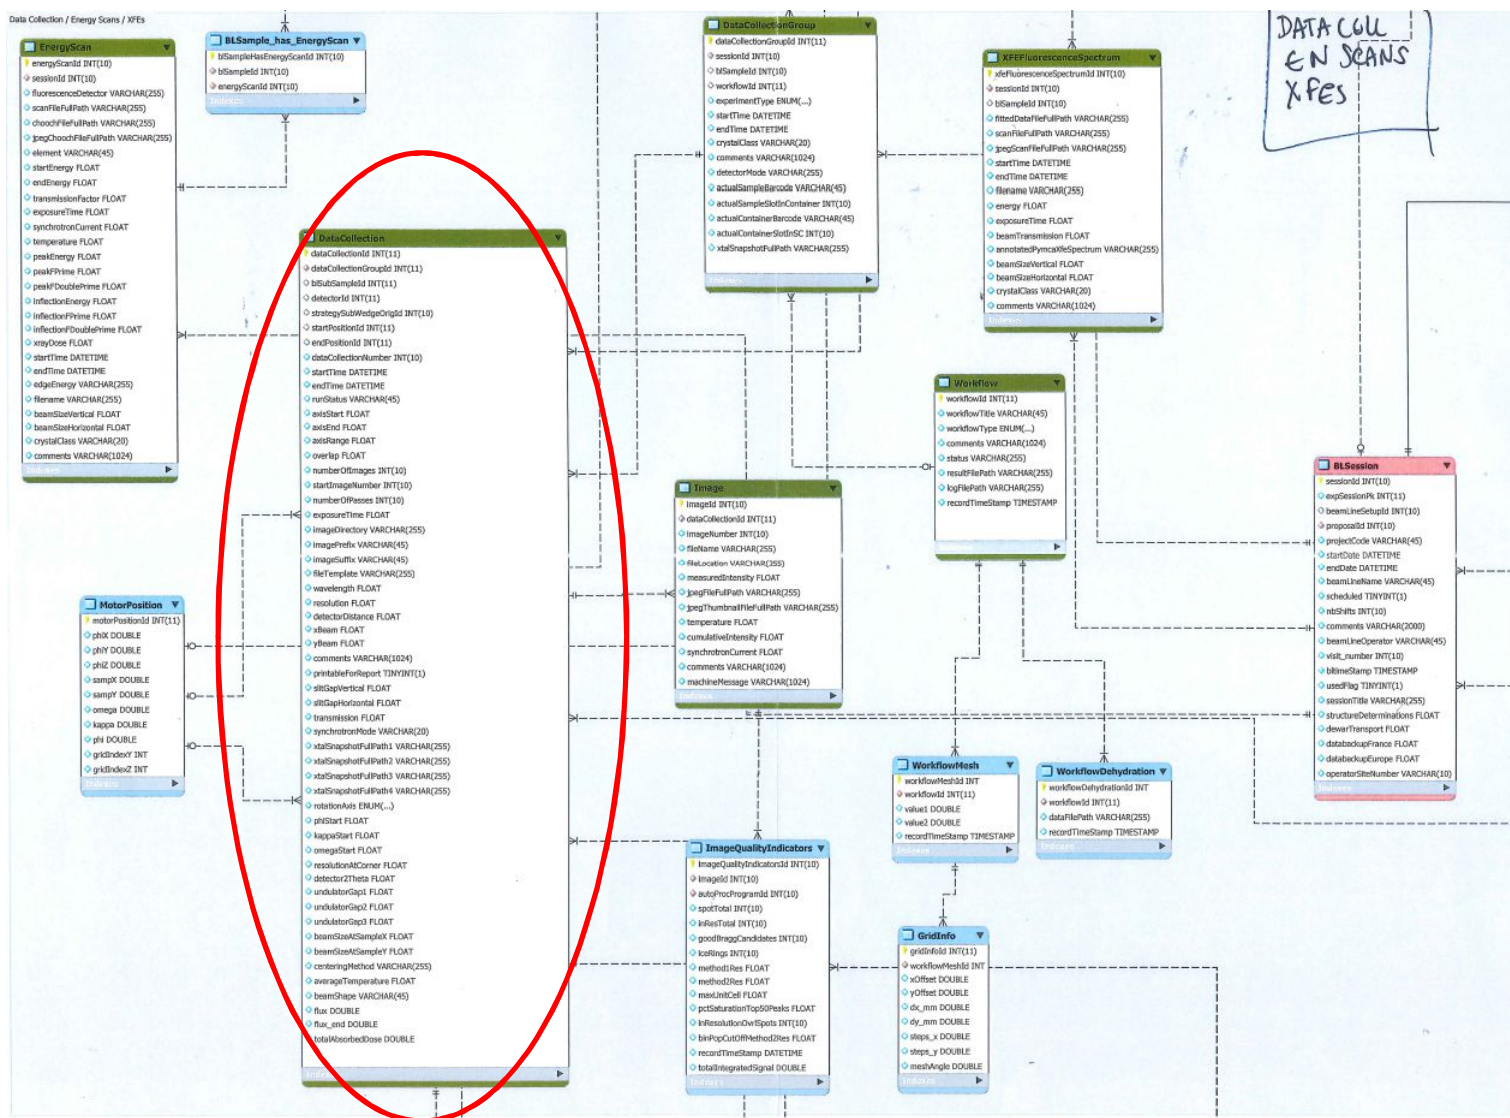 Data Collection / Energy Scans / XFEs
EnergyScan
energyScanId INT(10)
sessionId INT(10)
fluorescenceDetector VARCHAR(255)
scanFileFullPath VARCHAR(255)
choochFileFullPath VARCHAR(255)
jpegChoochFileFullPath VARCHAR(255)
element VARCHAR(45)
startEnergy FLOAT
endEnergy FLOAT
transmissionFactor FLOAT
exposureTime FLOAT
synchrotronCurrent FLOAT
temperature FLOAT
peakEnergy FLOAT
peakFPrime FLOAT
peakFDoublePrime FLOAT
inflectionEnergy FLOAT
inflectionFPrime FLOAT
inflectionFDoublePrime FLOAT
xrayDose FLOAT
startTime DATETIME
endTime DATETIME
edgeEnergy VARCHAR(255)
filename VARCHAR(255)
beamSizeVertical FLOAT
beamSizeHorizontal FLOAT
crystalClass VARCHAR(20)
comments VARCHAR(1024)
Indexes
BLSample_has_EnergyScan
blSampleHasEnergyScanId INT(10)
blSampleId INT(10)
energyScanId INT(10)
Indexes
DataCollectionGroup
dataCollectionGroupId INT(11)
sessionId INT(10)
blSampleId INT(10)
workflowId INT(11)
experimentType ENUM(...)
startTime DATETIME
endTime DATETIME
crystalClass VARCHAR(20)
comments VARCHAR(1024)
detectorMode VARCHAR(255)
actualSampleBarcode VARCHAR(45)
actualSampleSlotInContainer INT(10)
actualContainerBarcode VARCHAR(45)
actualContainerSlotInSC INT(10)
xtalSnapshotFullPath VARCHAR(255)
Indexes
XFEFluorescenceSpectrum
xfeFluorescenceSpectrumId INT(10)
sessionId INT(10)
blSampleId INT(10)
fittedDataFileFullPath VARCHAR(255)
scanFileFullPath VARCHAR(255)
jpegScanFileFullPath VARCHAR(255)
startTime DATETIME
endTime DATETIME
filename VARCHAR(255)
energy FLOAT
exposureTime FLOAT
beamTransmission FLOAT
annotatedPymcaXfeSpectrum VARCHAR(255)
beamSizeVertical FLOAT
beamSizeHorizontal FLOAT
crystalClass VARCHAR(20)
comments VARCHAR(1024)
Indexes
DATA COLL
EN SCANS
XFEs
DataCollection
dataCollectionId INT(11)
dataCollectionGroupId INT(11)
blSubSampleId INT(11)
detectorId INT(11)
strategySubWedgeOrigId INT(10)
startPositionId INT(11)
endPositionId INT(11)
dataCollectionNumber INT(10)
startTime DATETIME
endTime DATETIME
runStatus VARCHAR(45)
axisStart FLOAT
axisEnd FLOAT
axisRange FLOAT
overlap FLOAT
numberOfImages INT(10)
startImageNumber INT(10)
numberOfPasses INT(10)
exposureTime FLOAT
imageDirectory VARCHAR(255)
imagePrefix VARCHAR(45)
imageSuffix VARCHAR(45)
fileTemplate VARCHAR(255)
wavelength FLOAT
resolution FLOAT
detectorDistance FLOAT
xBeam FLOAT
yBeam FLOAT
comments VARCHAR(1024)
printableForReport TINYINT(1)
slitGapVertical FLOAT
slitGapHorizontal FLOAT
transmission FLOAT
synchrotronMode VARCHAR(20)
xtalSnapshotFullPath1 VARCHAR(255)
xtalSnapshotFullPath2 VARCHAR(255)
xtalSnapshotFullPath3 VARCHAR(255)
xtalSnapshotFullPath4 VARCHAR(255)
rotationAxis ENUM(...)
phiStart FLOAT
kappaStart FLOAT
omegaStart FLOAT
resolutionAtCorner FLOAT
detector2Theta FLOAT
undulatorGap1 FLOAT
undulatorGap2 FLOAT
undulatorGap3 FLOAT
beamSizeAtSampleX FLOAT
beamSizeAtSampleY FLOAT
centeringMethod VARCHAR(255)
averageTemperature FLOAT
beamShape VARCHAR(45)
flux DOUBLE
flux_end DOUBLE
totalAbsorbedDose DOUBLE
Indexes
Workflow
workflowId INT(11)
workflowTitle VARCHAR(45)
workflowType ENUM(...)
comments VARCHAR(1024)
status VARCHAR(255)
resultFilePath VARCHAR(255)
logFilePath VARCHAR(255)
recordTimeStamp TIMESTAMP
Indexes
Image
imageId INT(10)
dataCollectionId INT(11)
imageNumber INT(10)
fileName VARCHAR(255)
fileLocation VARCHAR(255)
measuredIntensity FLOAT
jpegFileFullPath VARCHAR(255)
jpegThumbnailFileFullPath VARCHAR(255)
temperature FLOAT
cumulativeIntensity FLOAT
synchrotronCurrent FLOAT
comments VARCHAR(1024)
machineMessage VARCHAR(1024)
Indexes
BLSession
sessionId INT(10)
expSessionPk INT(11)
beamLineSetupId INT(10)
proposalId INT(10)
projectCode VARCHAR(45)
startDate DATETIME
endDate DATETIME
beamLineName VARCHAR(45)
scheduled TINYINT(1)
nbShifts INT(10)
comments VARCHAR(2000)
beamLineOperator VARCHAR(45)
visit_number INT(10)
bltimeStamp TIMESTAMP
usedFlag TINYINT(1)
sessionTitle VARCHAR(255)
structureDeterminations FLOAT
dewarTransport FLOAT
databackupFrance FLOAT
databackupEurope FLOAT
operatorSiteNumber VARCHAR(10)
Indexes
MotorPosition
motorPositionId INT(11)
phiX DOUBLE
phiY DOUBLE
phiZ DOUBLE
sampX DOUBLE
sampY DOUBLE
omega DOUBLE
kappa DOUBLE
phi DOUBLE
gridIndexY INT
gridIndexZ INT
Indexes
WorkflowMesh
workflowMeshId INT
workflowId INT(11)
value1 DOUBLE
value2 DOUBLE
recordTimeStamp TIMESTAMP
Indexes
WorkflowDehydration
workflowDehydrationId INT
workflowId INT(11)
dataFilePath VARCHAR(255)
recordTimeStamp TIMESTAMP
Indexes
ImageQualityIndicators
imageQualityIndicatorsId INT(10)
imageId INT(10)
autoProcProgramId INT(10)
spotTotal INT(10)
inResTotal INT(10)
goodBraggCandidates INT(10)
iceRings INT(10)
method1Res FLOAT
method2Res FLOAT
maxUnitCell FLOAT
pctSaturationTop50Peaks FLOAT
inResolutionOvrlSpots INT(10)
binPopCutOffMethod2Res FLOAT
recordTimeStamp DATETIME
totalIntegratedSignal DOUBLE
Indexes
GridInfo
gridInfoId INT(11)
workflowMeshId INT
xOffset DOUBLE
yOffset DOUBLE
dx_mm DOUBLE
dy_mm DOUBLE
steps_x DOUBLE
steps_y DOUBLE
meshAngle DOUBLE
Indexes